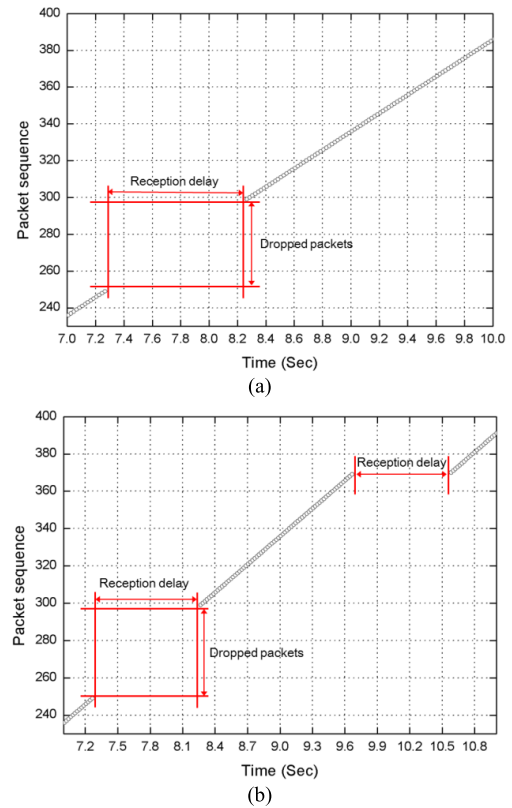 400
380
360
340
320
300
280
260
240
Packet sequence
Reception delay
Dropped packets
7.0 7.2 7.4 7.6 7.8 8.0 8.2 8.4 8.6 8.8 9.0 9.2 9.4 9.6 9.8 10.0
Time (Sec)
(a)
400
380
360
340
320
300
280
260
240
Packet sequence
Reception delay
Reception delay
Dropped packets
7.2 7.5 7.8 8.1 8.4 8.7 9.0 9.3 9.6 9.9 10.2 10.5 10.8
Time (Sec)
(b)